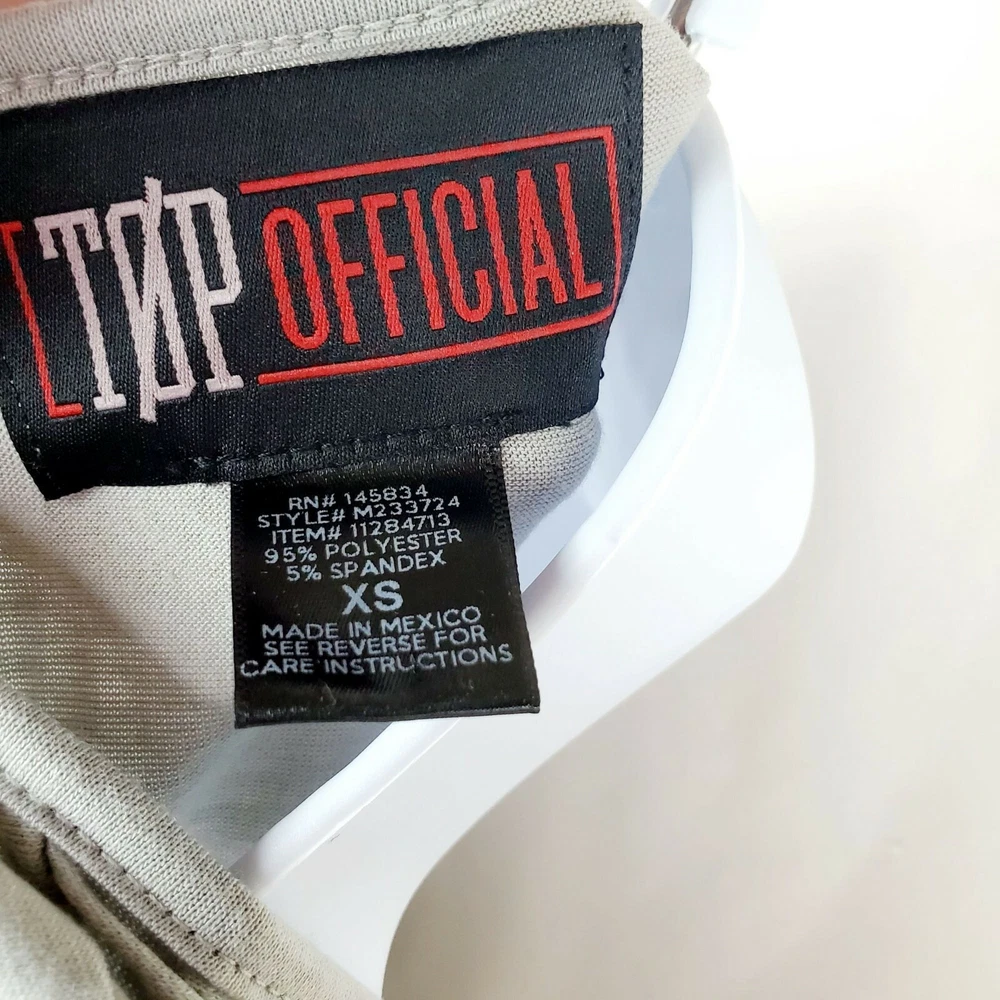 TØP OFFICIAL
RN# 145834
STYLE# M233724
ITEM# 11284713
95% POLYESTER
5% SPANDEX
XS
MADE IN MEXICO
SEE REVERSE FOR
CARE INSTRUCTIONS